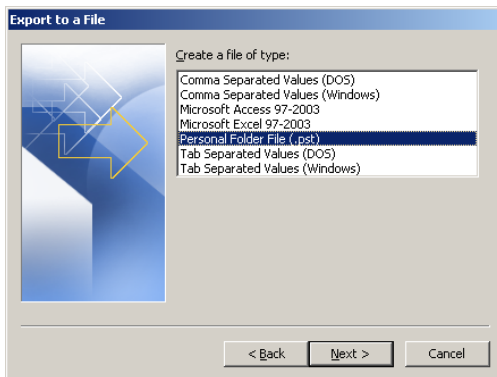 Export to a File
Create a file of type:
Comma Separated Values (DOS)
Comma Separated Values (Windows)
Microsoft Access 97-2003
Microsoft Excel 97-2003
Personal Folder File (.pst)
Tab Separated Values (DOS)
Tab Separated Values (Windows)
< Back Next > Cancel